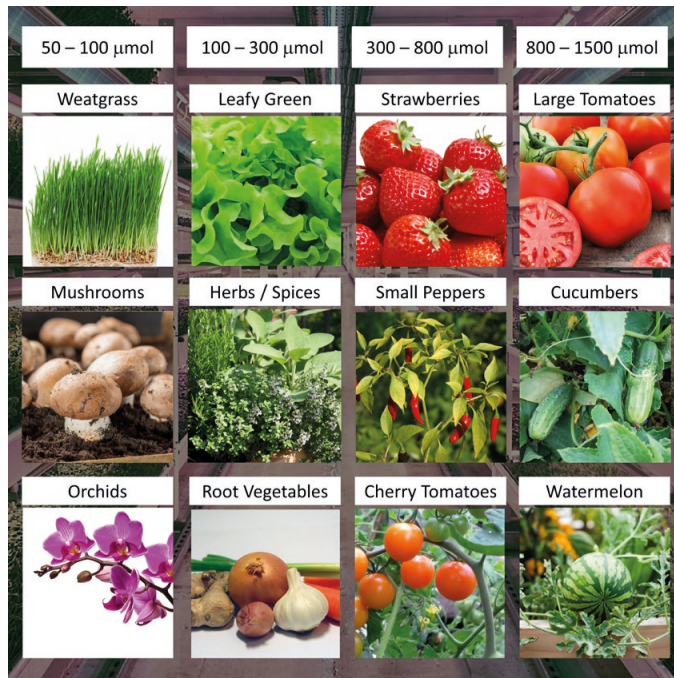 50 – 100 μmol
100 – 300 μmol
300 – 800 μmol
800 – 1500 μmol
Weatgrass
Leafy Green
Strawberries
Large Tomatoes
Mushrooms
Herbs / Spices
Small Peppers
Cucumbers
Orchids
Root Vegetables
Cherry Tomatoes
Watermelon